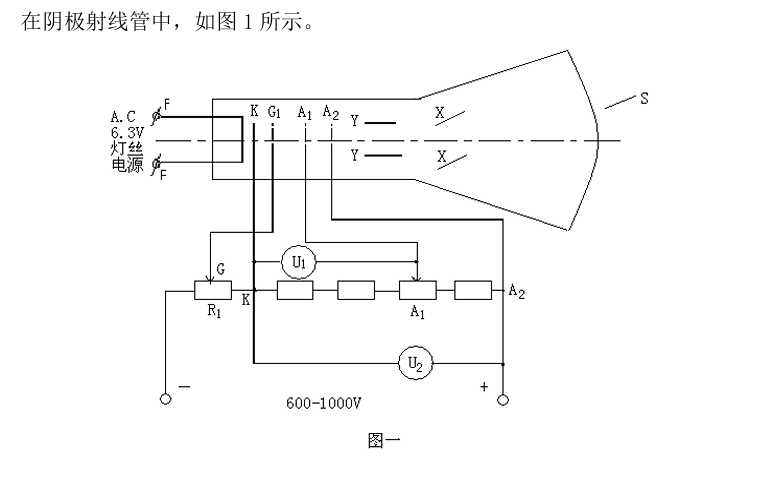 在阴极射线管中，如图1所示。
A.C
6.3V
灯丝
电源
F
F
K G1 A1 A2
Y
Y
X
X
S
U1
G
R1
K
A1
A2
U2
−
+
600-1000V
图一